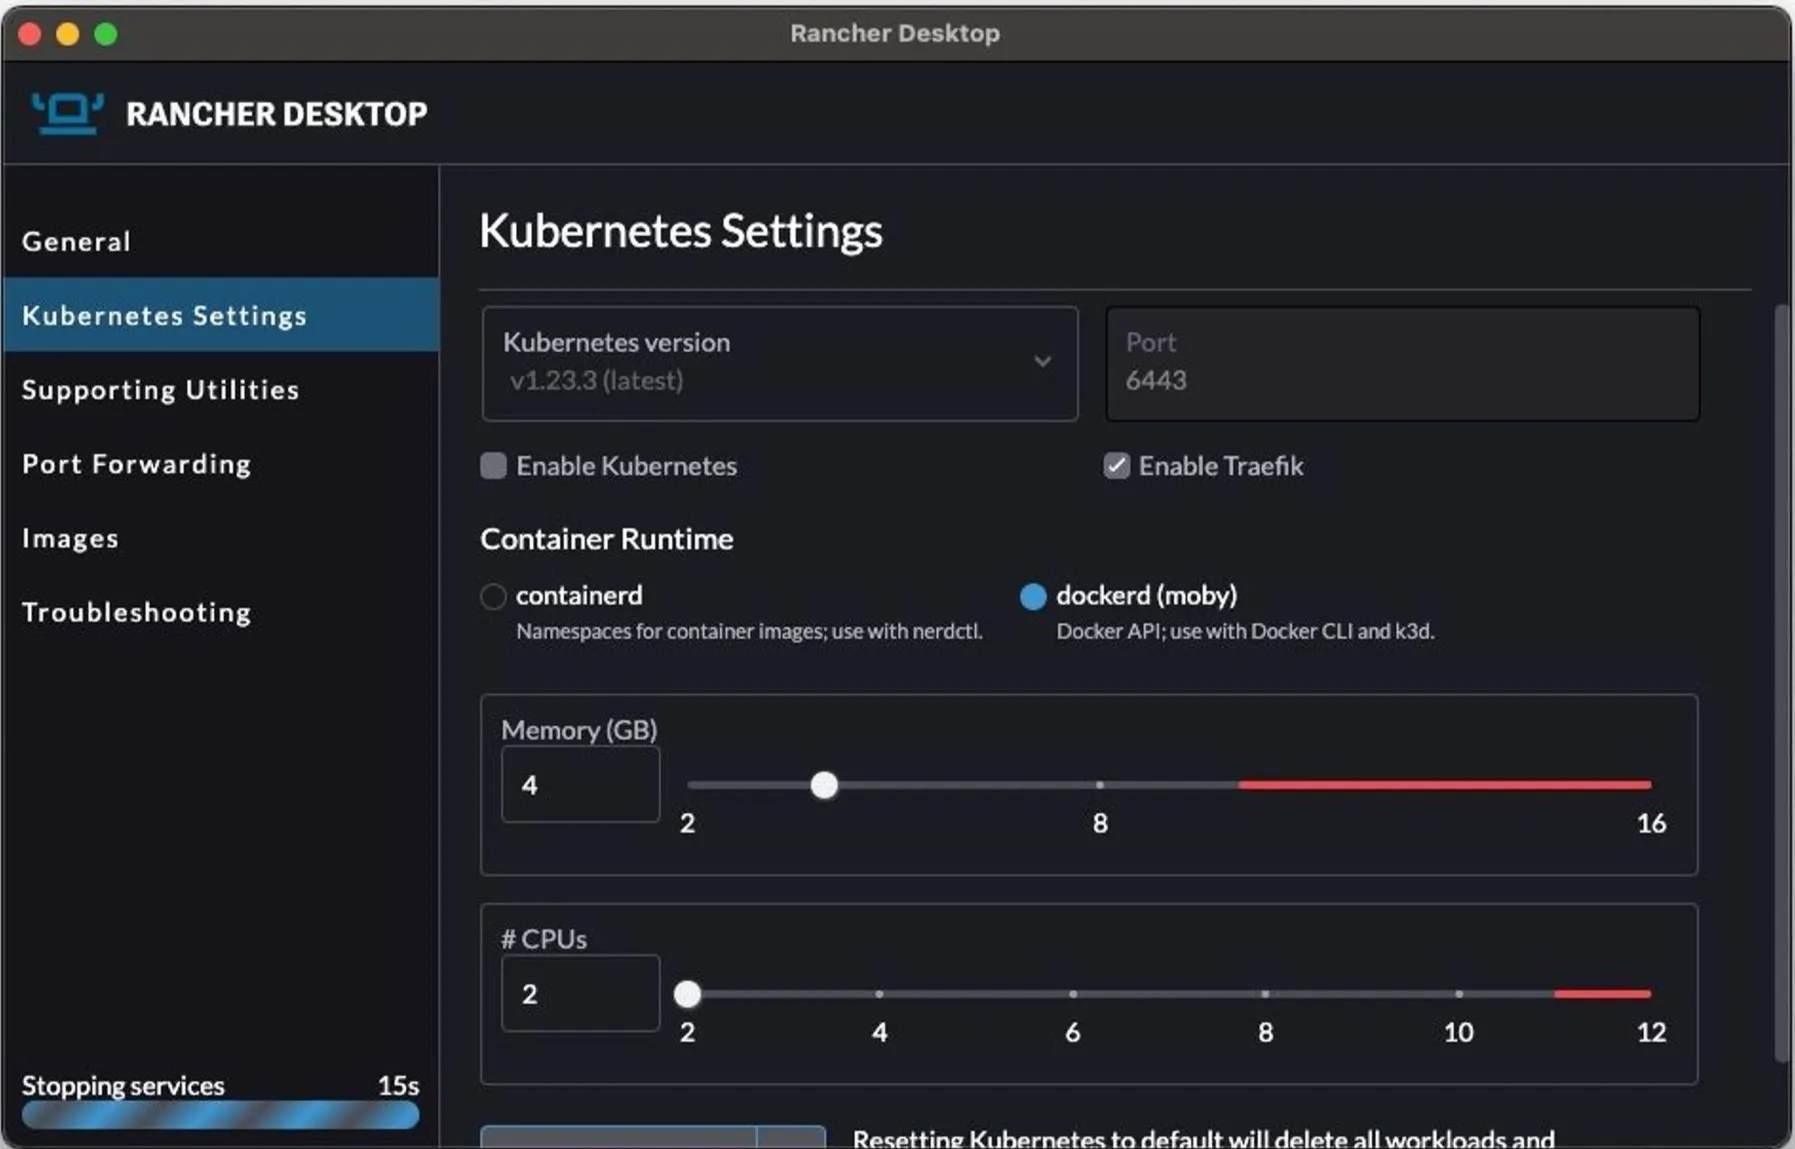 Rancher Desktop
RANCHER DESKTOP
General
Kubernetes Settings
Supporting Utilities
Port Forwarding
Images
Troubleshooting
Stopping services 15s
Kubernetes Settings
Kubernetes version
v1.23.3 (latest)
Port
6443
Enable Kubernetes
Enable Traefik
Container Runtime
containerd
Namespaces for container images; use with nerdctl.
dockerd (moby)
Docker API; use with Docker CLI and k3d.
Memory (GB)
4
2 8 16
# CPUs
2
2 4 6 8 10 12
Resetting Kubernetes to default will delete all workloads and